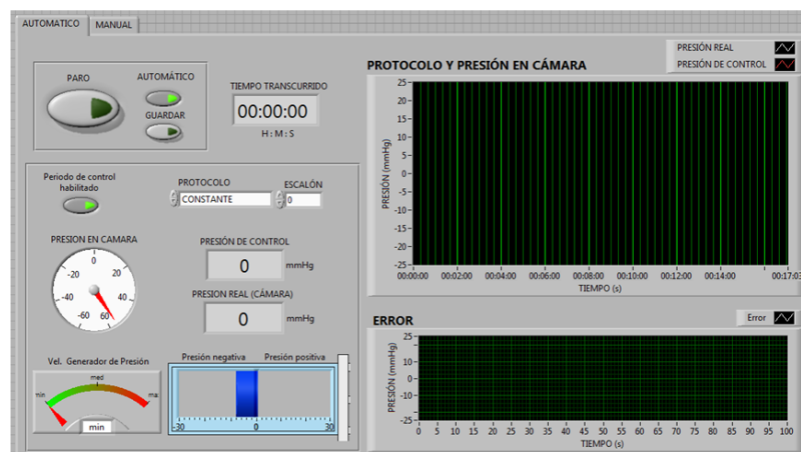 AUTOMATICO MANUAL
PARO
AUTOMÁTICO
GUARDAR
TIEMPO TRANSCURRIDO
00:00:00
H : M : S
Periodo de control
habilitado
PROTOCOLO
CONSTANTE
ESCALÓN
0
PRESION EN CAMARA
0
-20 20
-40 40
-60 60
PRESIÓN DE CONTROL
0 mmHg
PRESION REAL (CÁMARA)
0 mmHg
Vel. Generador de Presión
med
min ma
min
Presión negativa Presión positiva
-30 0 30
PRESIÓN REAL
PRESIÓN DE CONTROL
PROTOCOLO Y PRESIÓN EN CÁMARA
PRESIÓN (mmHg)
25
20
15
10
5
0
-5
-10
-15
-20
-25
00:00:00 00:02:00 00:04:00 00:06:00 00:08:00 00:10:00 00:12:00 00:14:00 00:17:03
TIEMPO (s)
ERROR
Error
PRESIÓN (mmHg)
25
10
0
-10
-25
0 5 10 15 20 25 30 35 40 45 50 55 60 65 70 75 80 85 90 95 100
TIEMPO (s)